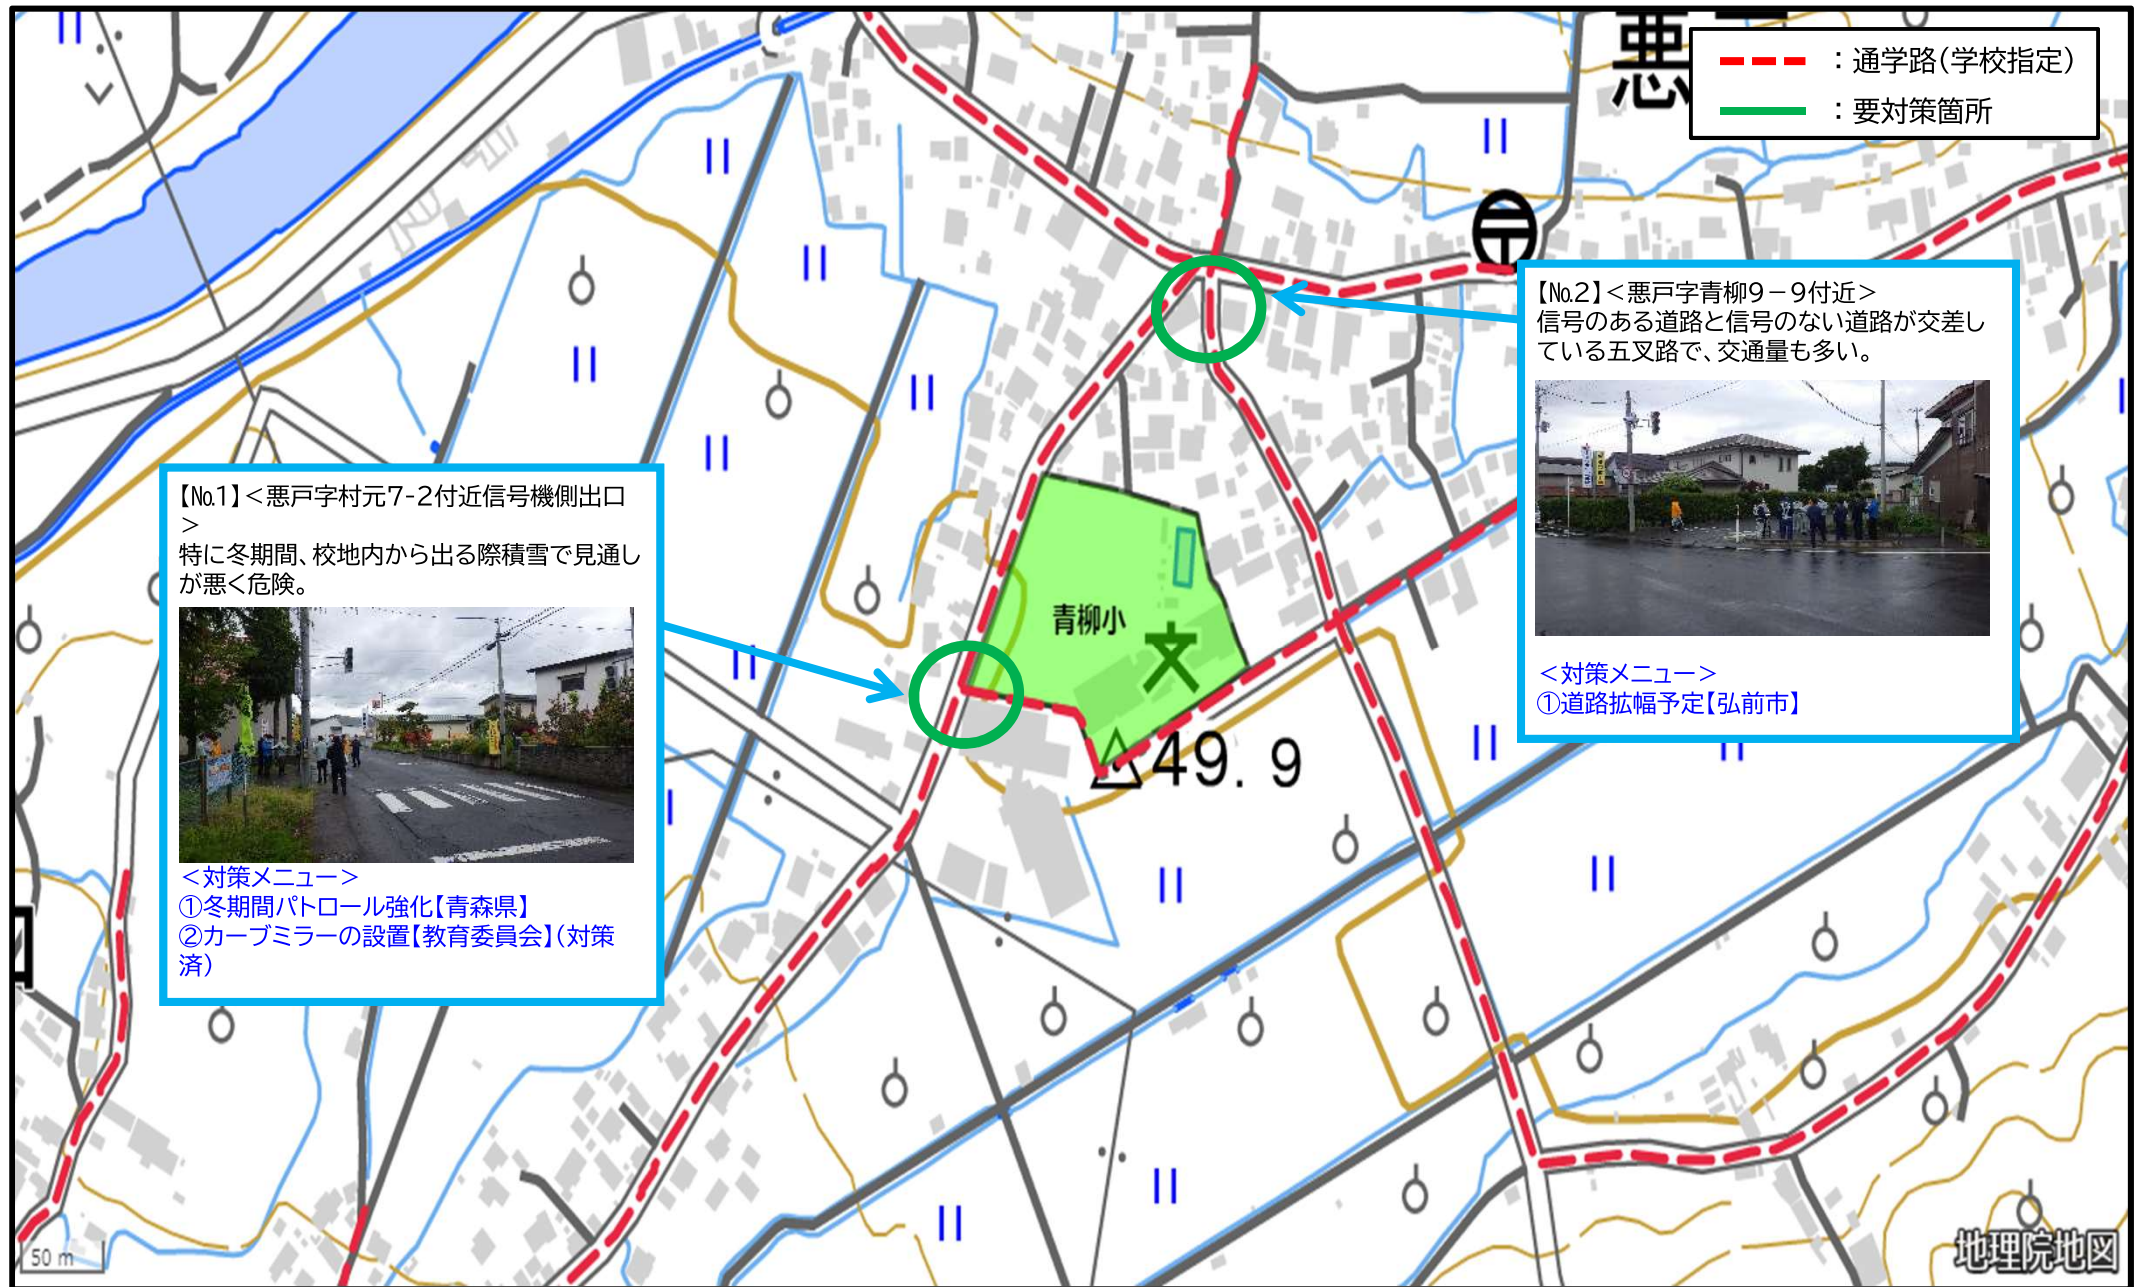 悪
：通学路（学校指定）
：要対策箇所
【№2】＜悪戸字青柳９－９付近＞
信号のある道路と信号のない道路が交差し
ている五叉路で、交通量も多い。
＜対策メニュー＞
①道路拡幅予定【弘前市】
【№1】＜悪戸字村元7-2付近信号機側出口
＞
特に冬期間、校地内から出る際積雪で見通し
が悪く危険。
＜対策メニュー＞
①冬期間パトロール強化【青森県】
②カーブミラーの設置【教育委員会】（対策
済）
青柳小
文
49．9
50 m
地理院地図